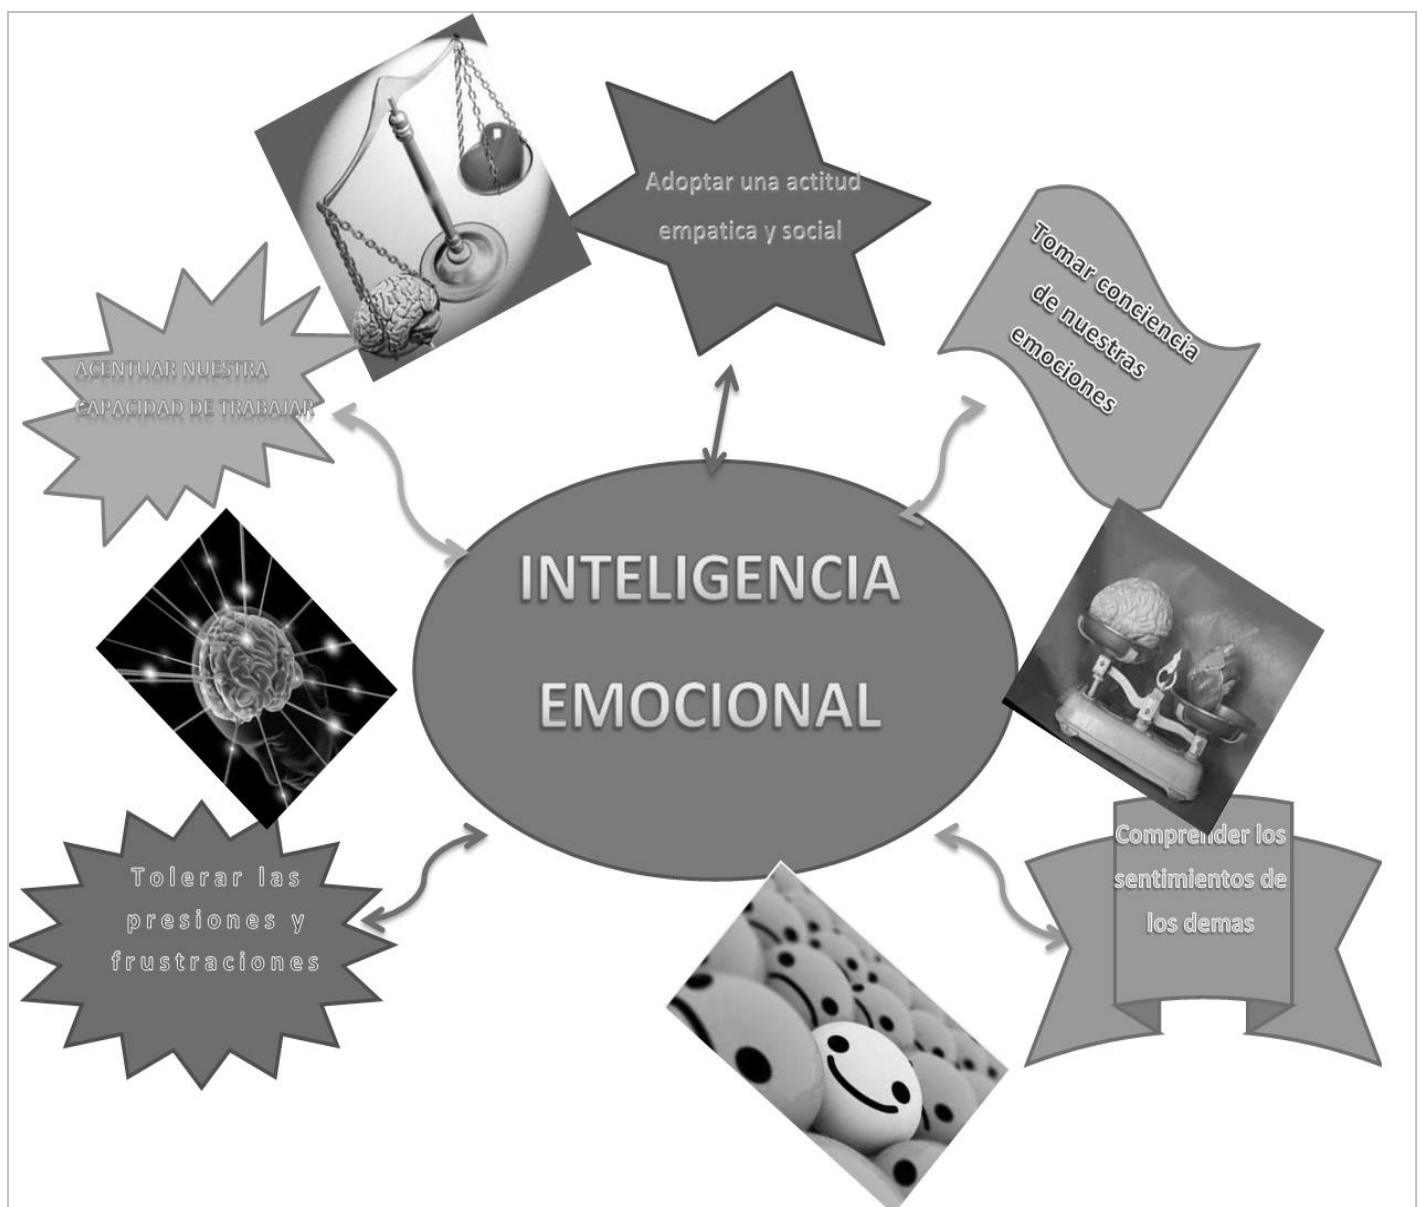 Adoptar una actitud
empatica y social
Tomar conciencia
de nuestras
emociones
ACENTUAR NUESTRA
CAPACIDAD DE TRABAJAR
INTELIGENCIA
EMOCIONAL
Tolerar las
presiones y
frustraciones
Comprender los
sentimientos de
los demas